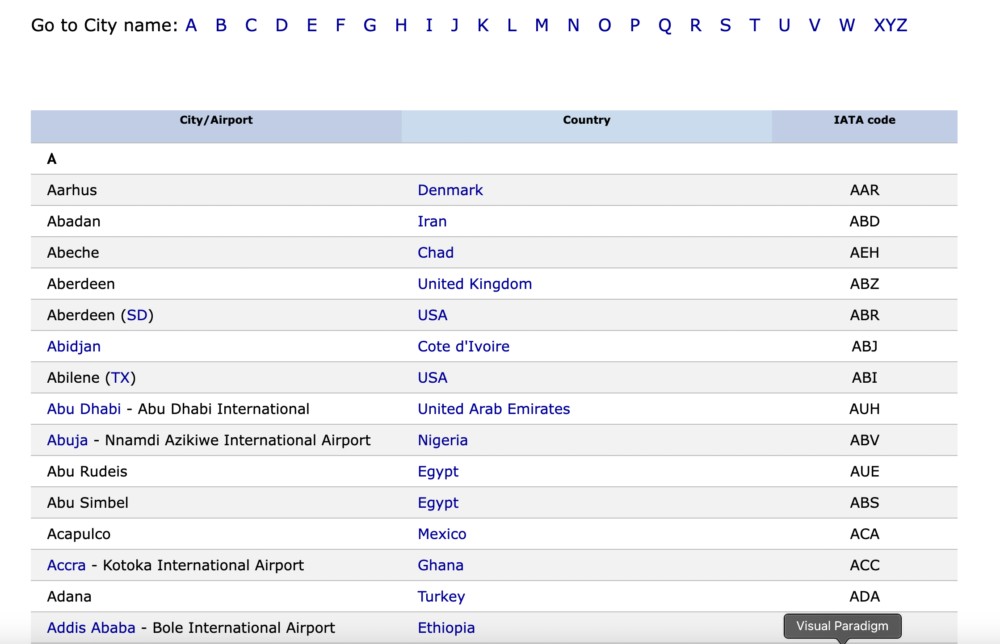 Go to City name: A B C D E F G H I J K L M N O P Q R S T U V W XYZ
City/Airport Country IATA code
A
Aarhus Denmark AAR
Abadan Iran ABD
Abeche Chad AEH
Aberdeen United Kingdom ABZ
Aberdeen (SD) USA ABR
Abidjan Cote d'Ivoire ABJ
Abilene (TX) USA ABI
Abu Dhabi - Abu Dhabi International United Arab Emirates AUH
Abuja - Nnamdi Azikiwe International Airport Nigeria ABV
Abu Rudeis Egypt AUE
Abu Simbel Egypt ABS
Acapulco Mexico ACA
Accra - Kotoka International Airport Ghana ACC
Adana Turkey ADA
Addis Ababa - Bole International Airport Ethiopia Visual Paradigm